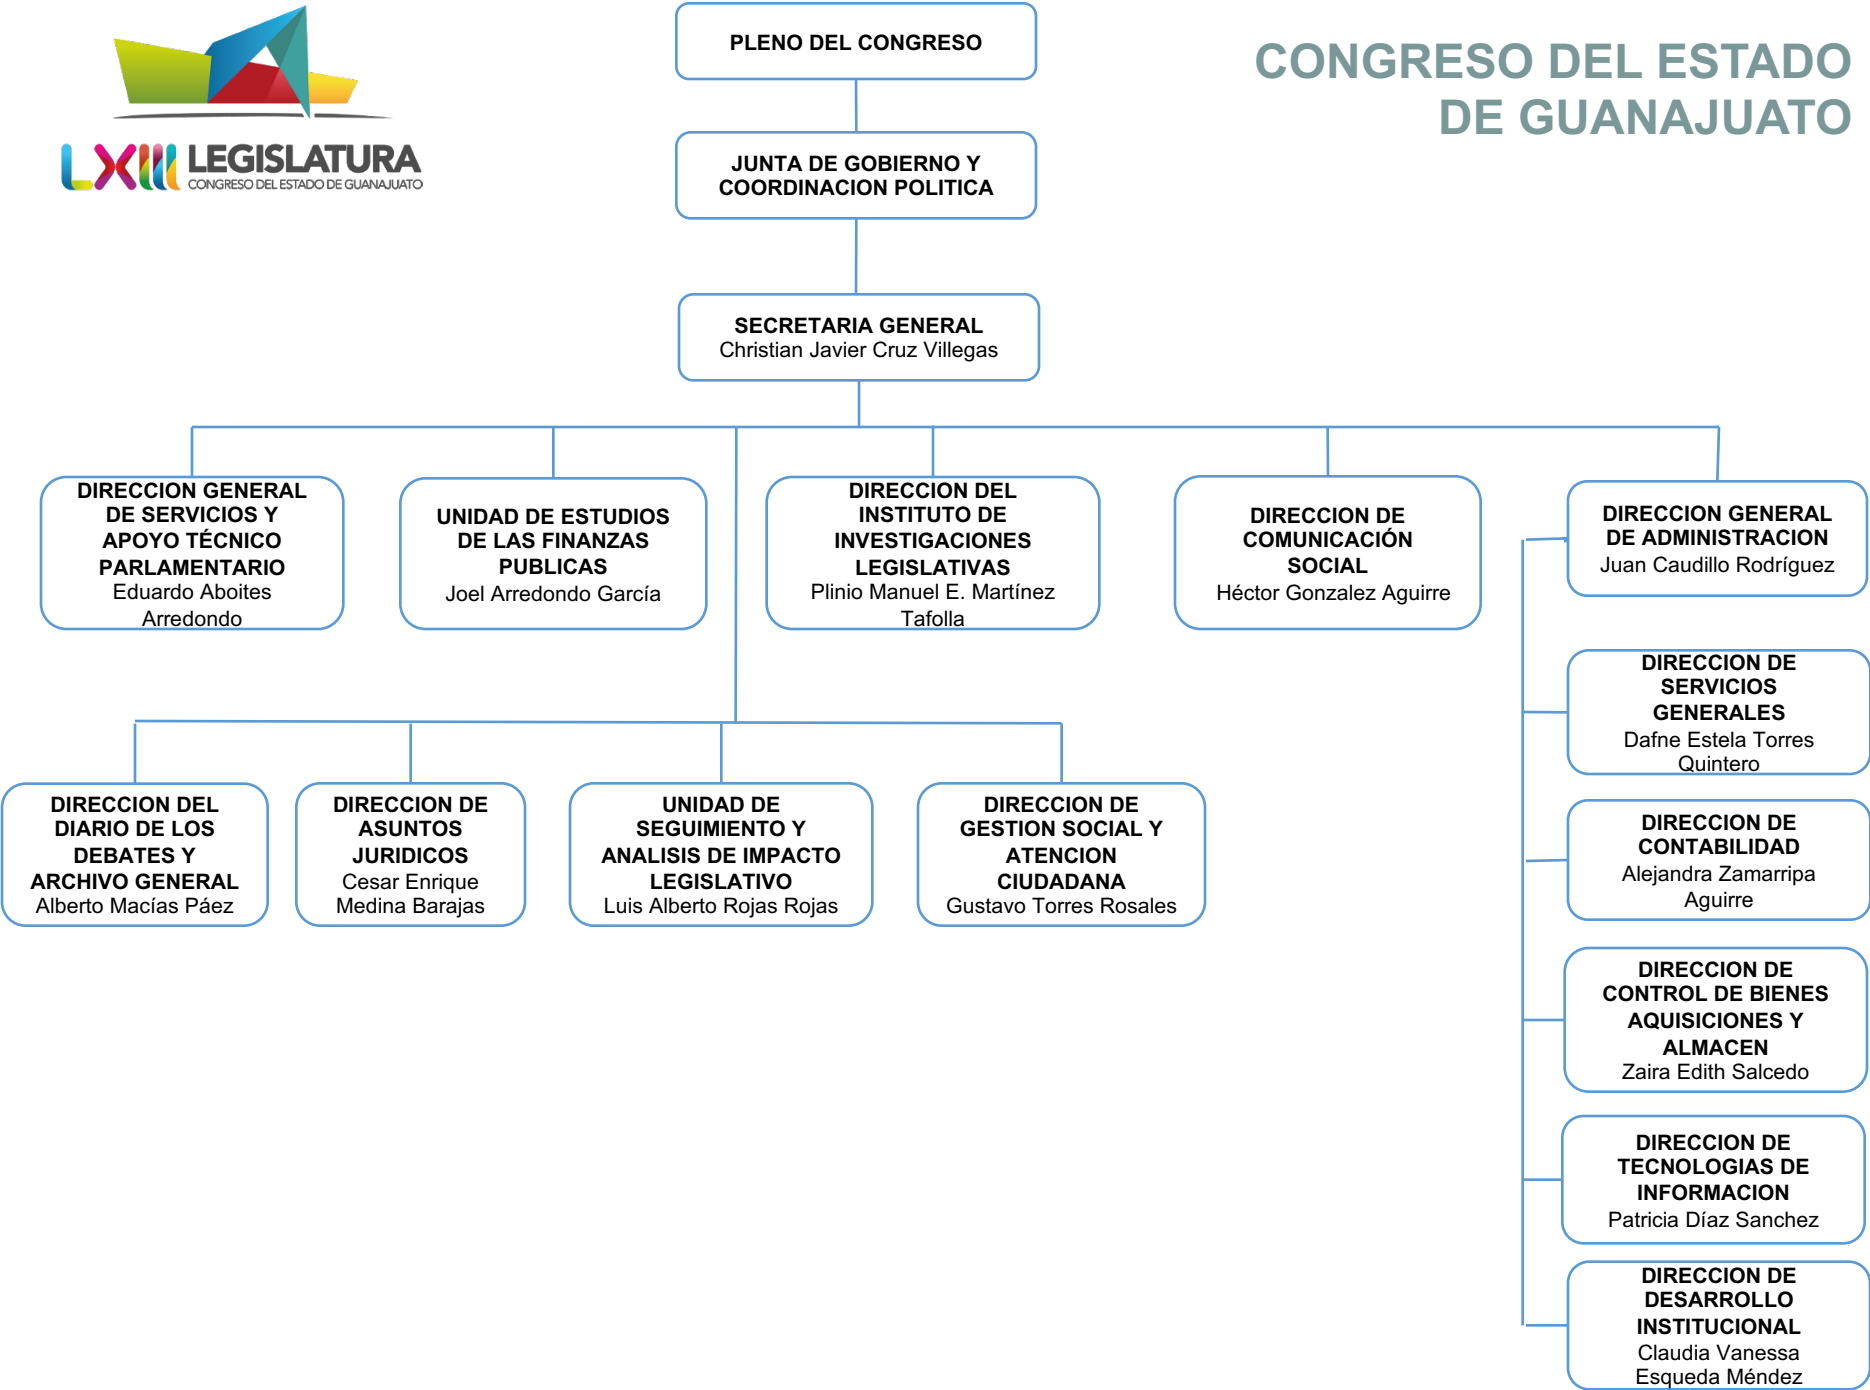 PLENO DEL CONGRESO
CONGRESO DEL ESTADO
DE GUANAJUATO
LXIII LEGISLATURA
CONGRESO DEL ESTADO DE GUANAJUATO
JUNTA DE GOBIERNO Y
COORDINACION POLITICA
SECRETARIA GENERAL
Christian Javier Cruz Villegas
DIRECCION GENERAL
DE SERVICIOS Y
APOYO TÉCNICO
PARLAMENTARIO
Eduardo Aboites
Arredondo
UNIDAD DE ESTUDIOS
DE LAS FINANZAS
PUBLICAS
Joel Arredondo García
DIRECCION DEL
INSTITUTO DE
INVESTIGACIONES
LEGISLATIVAS
Plinio Manuel E. Martínez
Tafolla
DIRECCION DE
COMUNICACIÓN
SOCIAL
Héctor Gonzalez Aguirre
DIRECCION GENERAL
DE ADMINISTRACION
Juan Caudillo Rodríguez
DIRECCION DE
SERVICIOS
GENERALES
Dafne Estela Torres
Quintero
DIRECCION DEL
DIARIO DE LOS
DEBATES Y
ARCHIVO GENERAL
Alberto Macías Páez
DIRECCION DE
ASUNTOS
JURIDICOS
Cesar Enrique
Medina Barajas
UNIDAD DE
SEGUIMIENTO Y
ANALISIS DE IMPACTO
LEGISLATIVO
Luis Alberto Rojas Rojas
DIRECCION DE
GESTION SOCIAL Y
ATENCION
CIUDADANA
Gustavo Torres Rosales
DIRECCION DE
CONTABILIDAD
Alejandra Zamarripa
Aguirre
DIRECCION DE
CONTROL DE BIENES
AQUISICIONES Y
ALMACEN
Zaira Edith Salcedo
DIRECCION DE
TECNOLOGIAS DE
INFORMACION
Patricia Díaz Sanchez
DIRECCION DE
DESARROLLO
INSTITUCIONAL
Claudia Vanessa
Esqueda Méndez